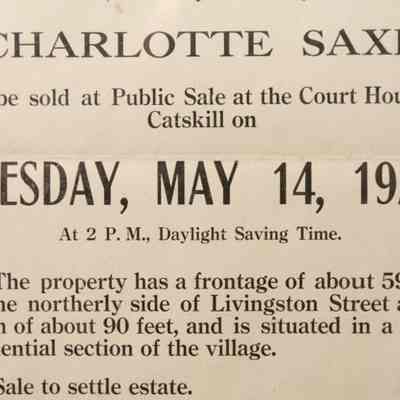 CHARLOTTE SAX
be sold at Public Sale at the Court Hou
Catskill on
ESDAY, MAY 14, 19
At 2 P. M., Daylight Saving Time.
The property has a frontage of about 59
ne northerly side of Livingston Street a
h of about 90 feet, and is situated in a
ential section of the village.
Sale to settle estate.